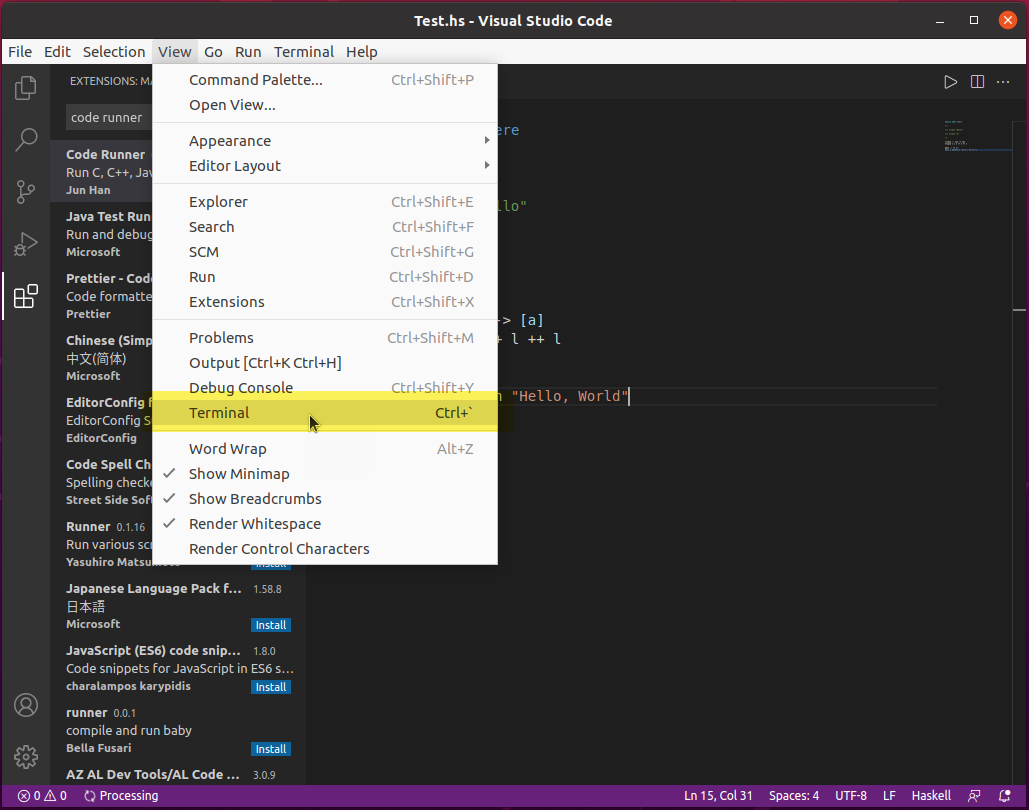 Test.hs - Visual Studio Code
File Edit Selection View Go Run Terminal Help
EXTENSIONS: MA
code runner
Code Runner
Run C, C++, Jav
Jun Han
Java Test Run
Run and debug
Microsoft
Prettier - Cod
Code formatte
Prettier
Chinese (Simp
中文(简体)
Microsoft
EditorConfig f
EditorConfig S
EditorConfig
Code Spell Ch
Spelling checke
Street Side Soft
Runner 0.1.16
Run various scr
Yasuhiro Matsumoto
Install
Japanese Language Pack f... 1.58.8
日本語
Microsoft
Install
JavaScript (ES6) code snip... 1.8.0
Code snippets for JavaScript in ES6 s...
charalampos karypidis
Install
runner 0.0.1
compile and run baby
Bella Fusari
Install
AZ AL Dev Tools/AL Code ... 3.0.9
Command Palette... Ctrl+Shift+P
Open View...
Appearance
Editor Layout
Explorer Ctrl+Shift+E
Search Ctrl+Shift+F
SCM Ctrl+Shift+G
Run Ctrl+Shift+D
Extensions Ctrl+Shift+X
Problems Ctrl+Shift+M
Output [Ctrl+K Ctrl+H]
Debug Console Ctrl+Shift+Y
Terminal Ctrl+`
Word Wrap Alt+Z
Show Minimap
Show Breadcrumbs
Render Whitespace
Render Control Characters
ere
llo"
-> [a]
+ l ++ l
n "Hello, World"
0 0 Processing
Ln 15, Col 31 Spaces: 4 UTF-8 LF Haskell